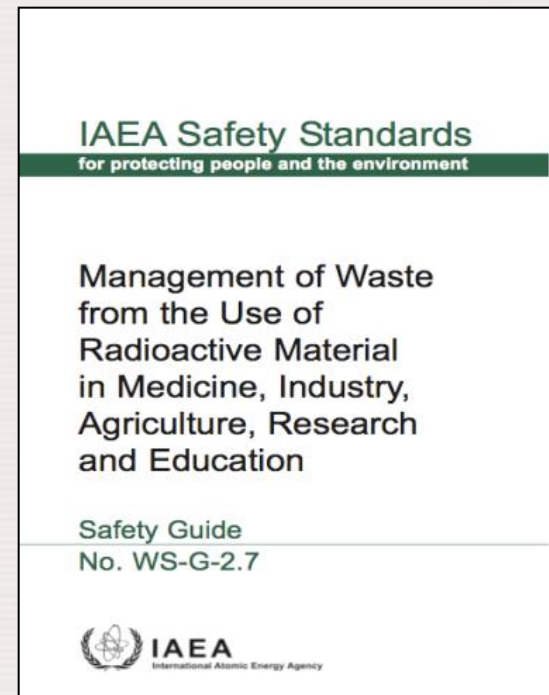 IAEA Safety Standards
for protecting people and the environment
Management of Waste
from the Use of
Radioactive Material
in Medicine, Industry,
Agriculture, Research
and Education
Safety Guide
No. WS-G-2.7
IAEA
International Atomic Energy Agency